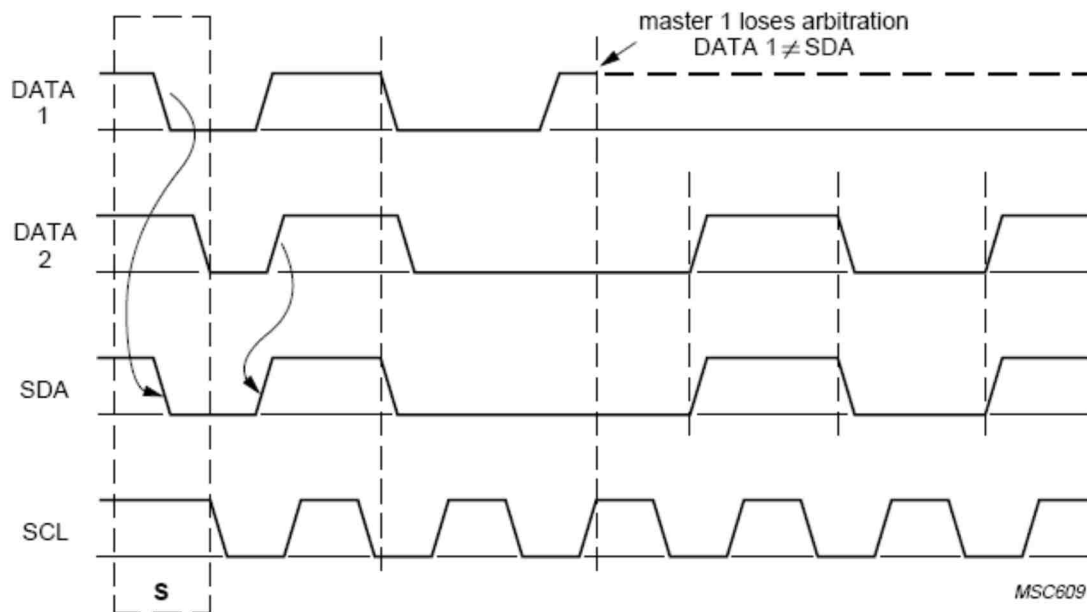 master 1 loses arbitration
DATA 1 ≠ SDA
DATA
1
DATA
2
SDA
SCL
S
MSC609